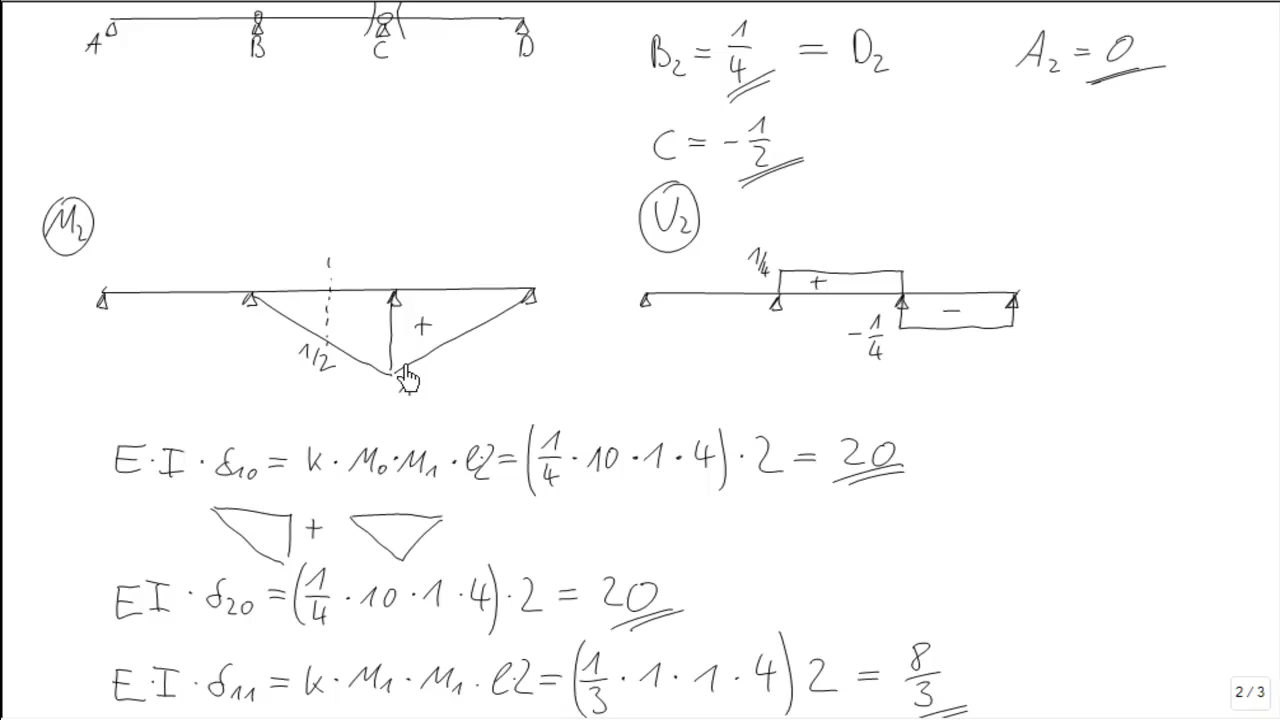 A B C D
B₂ = 1/4 = D₂ A₂ = 0
C = - 1/2
M₂ V₂
1/4 +
+ -
- 1/4
1/2
E·I · δ₁₀ = k · M₀·M₁ · l·2 = (1/4 · 10 · 1 · 4) · 2 = 20
+
EI · δ₂₀ = (1/4 · 10 · 1 · 4) · 2 = 20
E·I · δ₁₁ = k · M₁ · M₁ · l·2 = (1/3 · 1 · 1 · 4) 2 = 8/3
2 / 3